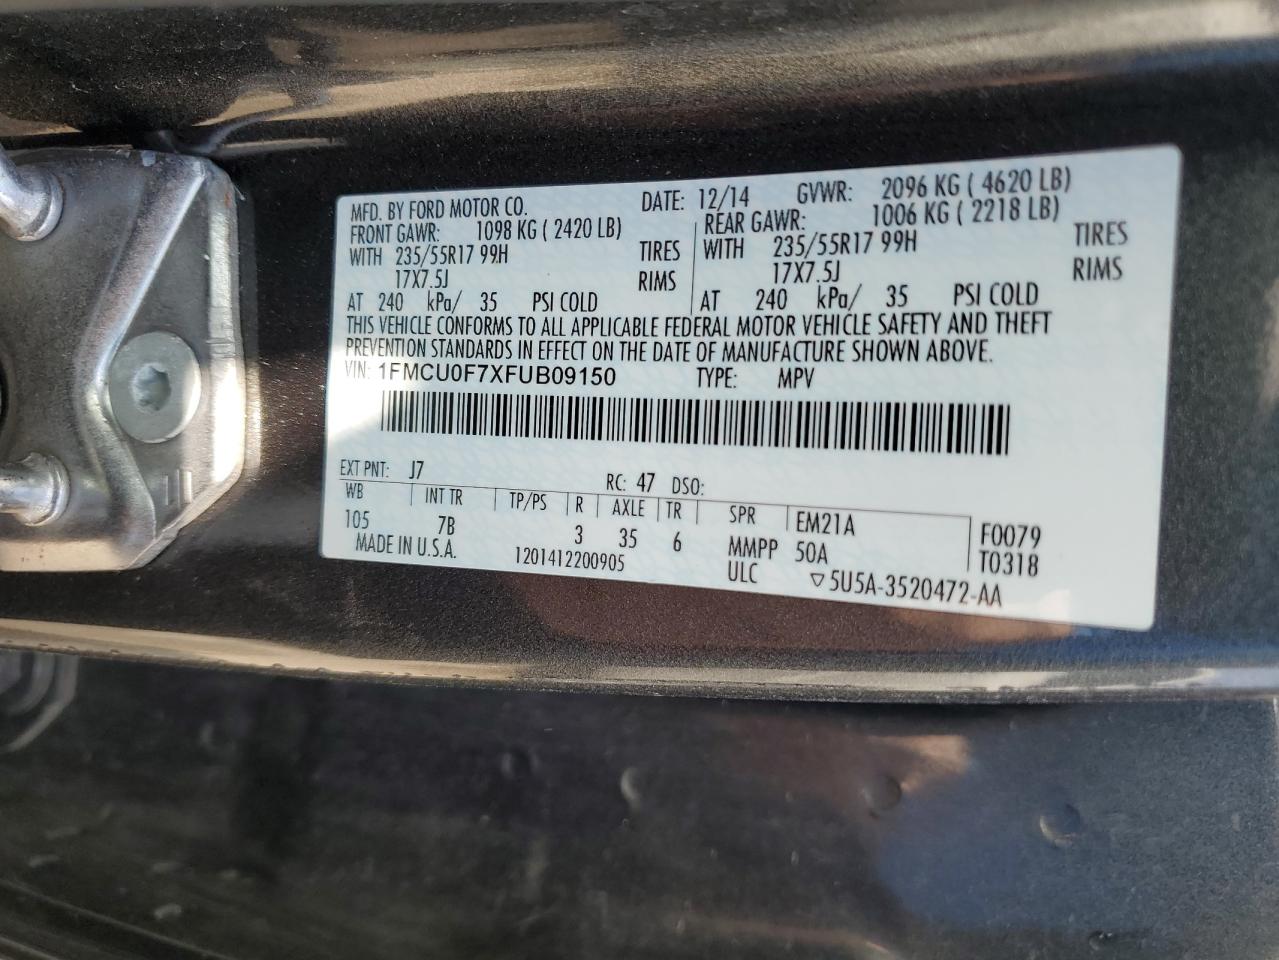 MFD. BY FORD MOTOR CO. DATE: 12/14 GVWR: 2096 KG ( 4620 LB)
FRONT GAWR: 1098 KG ( 2420 LB) REAR GAWR: 1006 KG ( 2218 LB)
WITH 235/55R17 99H TIRES WITH 235/55R17 99H TIRES
17X7.5J RIMS 17X7.5J RIMS
AT 240 kPa/ 35 PSI COLD AT 240 kPa/ 35 PSI COLD
THIS VEHICLE CONFORMS TO ALL APPLICABLE FEDERAL MOTOR VEHICLE SAFETY AND THEFT
PREVENTION STANDARDS IN EFFECT ON THE DATE OF MANUFACTURE SHOWN ABOVE.
VIN: 1FMCU0F7XFUB09150 TYPE: MPV
EXT PNT: J7 RC: 47 DSO:
WB INT TR TP/PS R AXLE TR SPR EM21A F0079
105 7B 3 35 6 MMPP 50A T0318
MADE IN U.S.A. 1201412200905 ULC ▽5U5A-3520472-AA